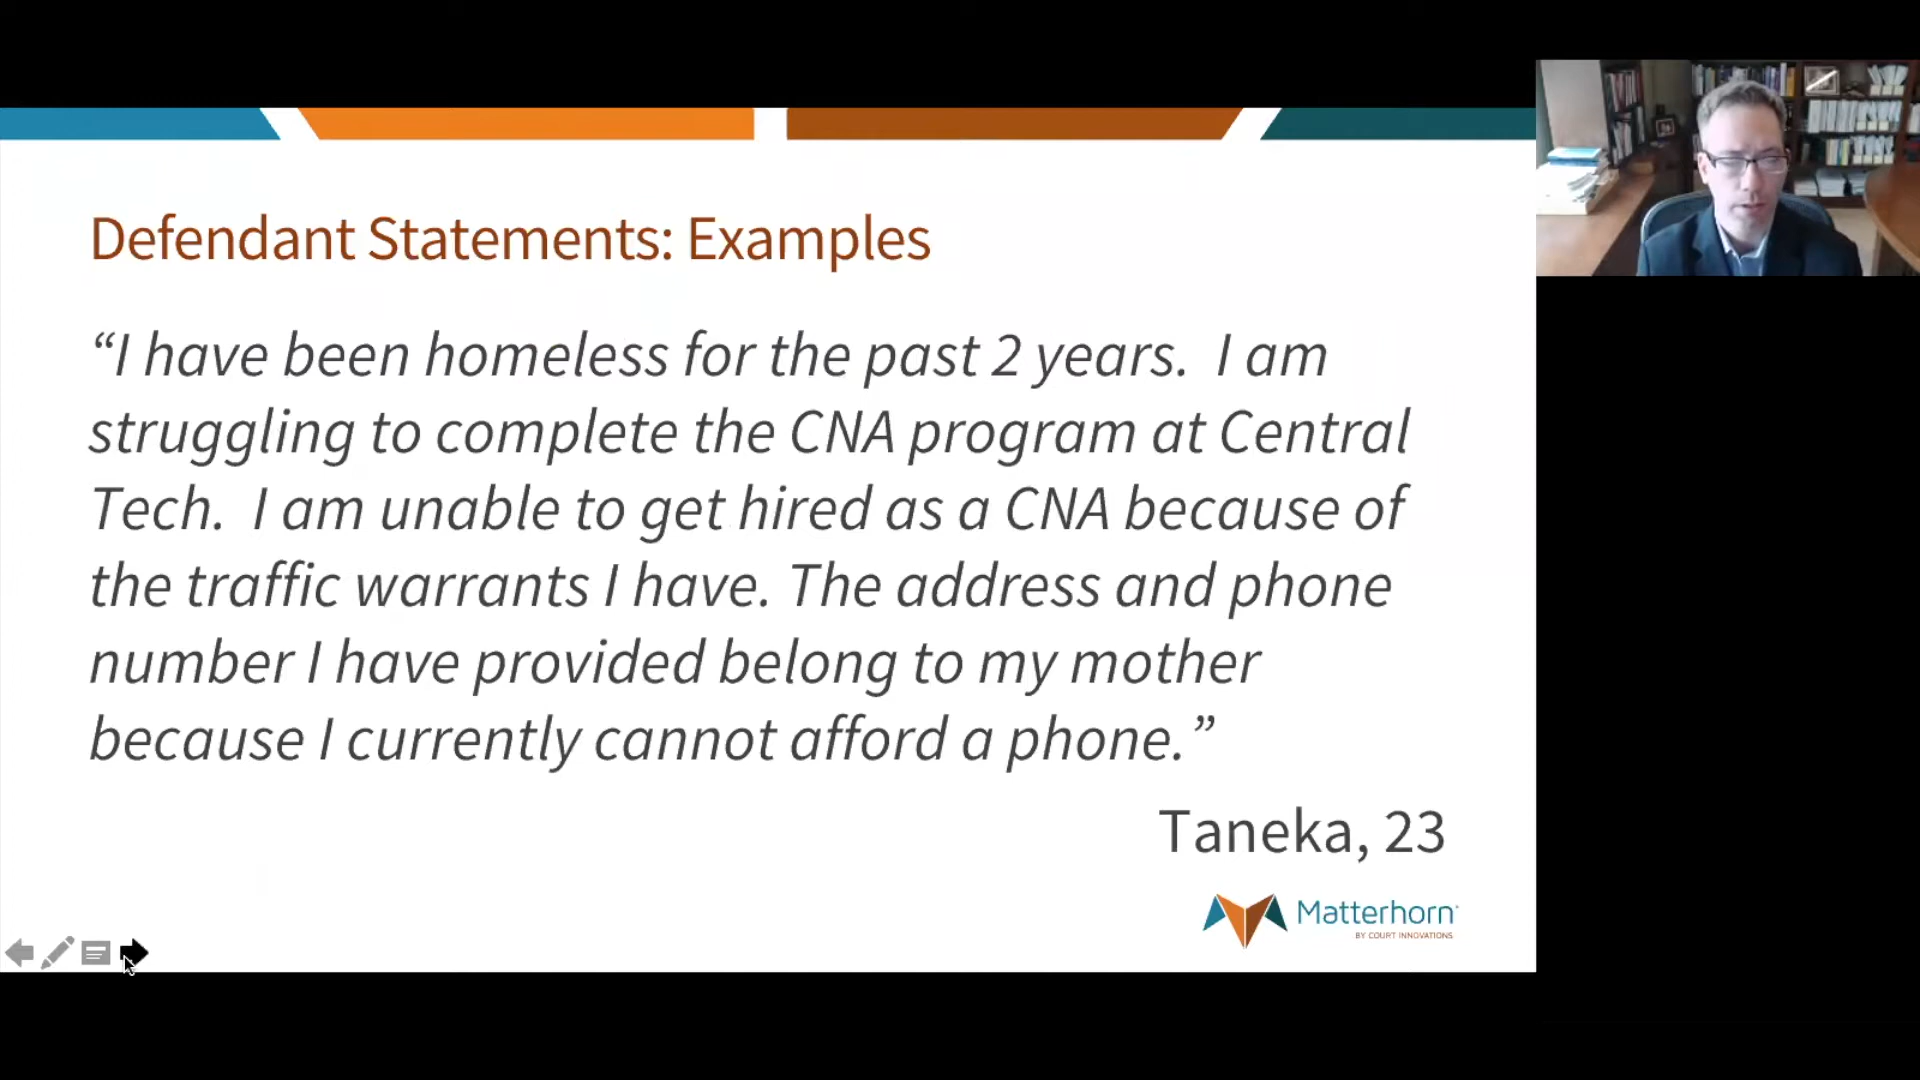 Defendant Statements: Examples
“I have been homeless for the past 2 years.  I am
struggling to complete the CNA program at Central
Tech.  I am unable to get hired as a CNA because of
the traffic warrants I have. The address and phone
number I have provided belong to my mother
because I currently cannot afford a phone.”
Taneka, 23
Matterhorn
BY COURT INNOVATIONS